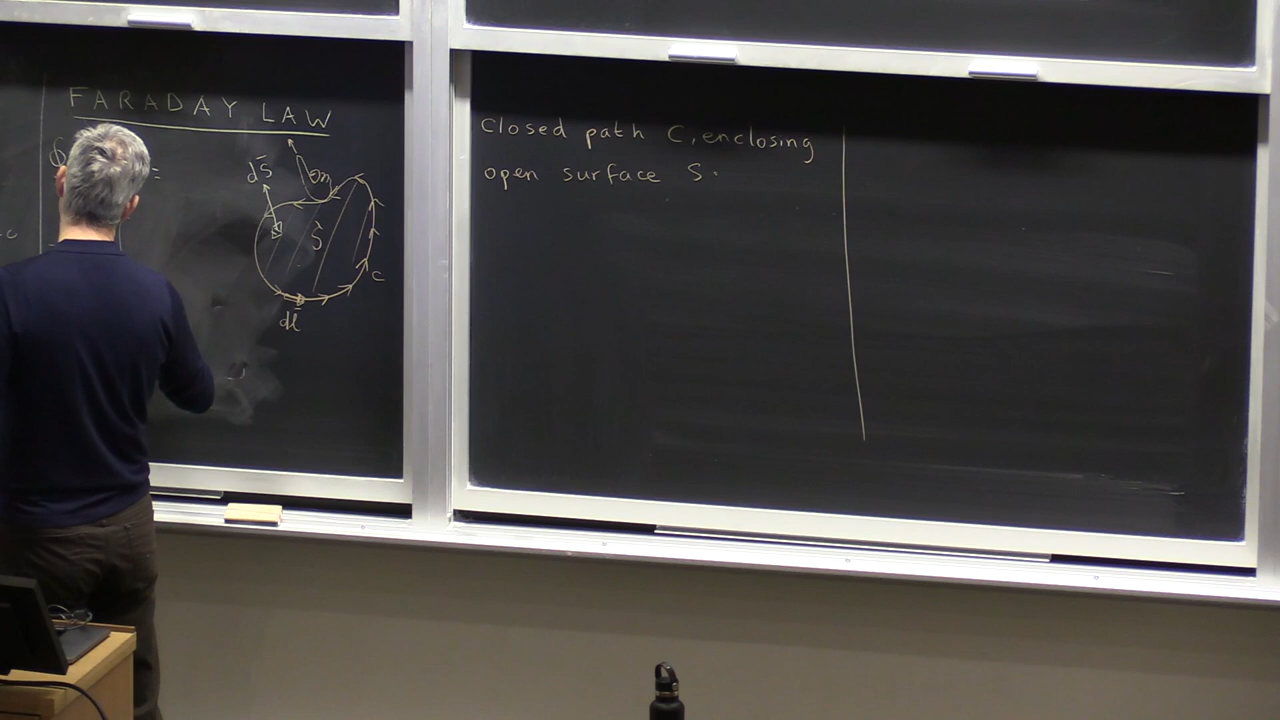 FARADAY LAW
∮ =
dS̄
S
C
dl̄
Closed path C, enclosing
open surface S.